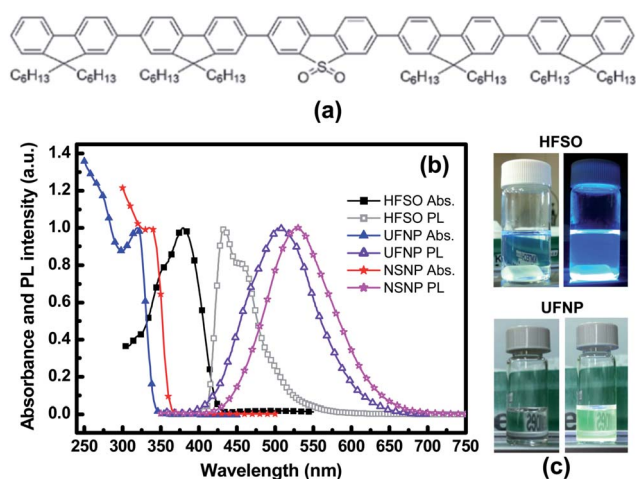 C6H13 C6H13 C6H13 C6H13 O S O C6H13 C6H13 C6H13 C6H13
(a)
(b)
HFSO Abs.
HFSO PL
UFNP Abs.
UFNP PL
NSNP Abs.
NSNP PL
Absorbance and PL intensity (a.u.)
1.4
1.2
1.0
0.8
0.6
0.4
0.2
0.0
250 300 350 400 450 500 550 600 650 700 750
Wavelength (nm)
HFSO
UFNP
(c)